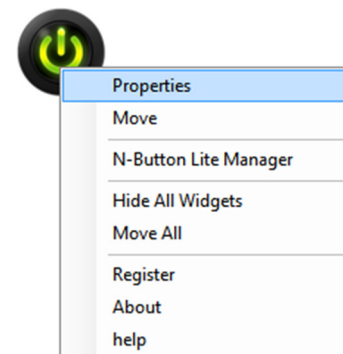 Properties
Move
N-Button Lite Manager
Hide All Widgets
Move All
Register
About
help